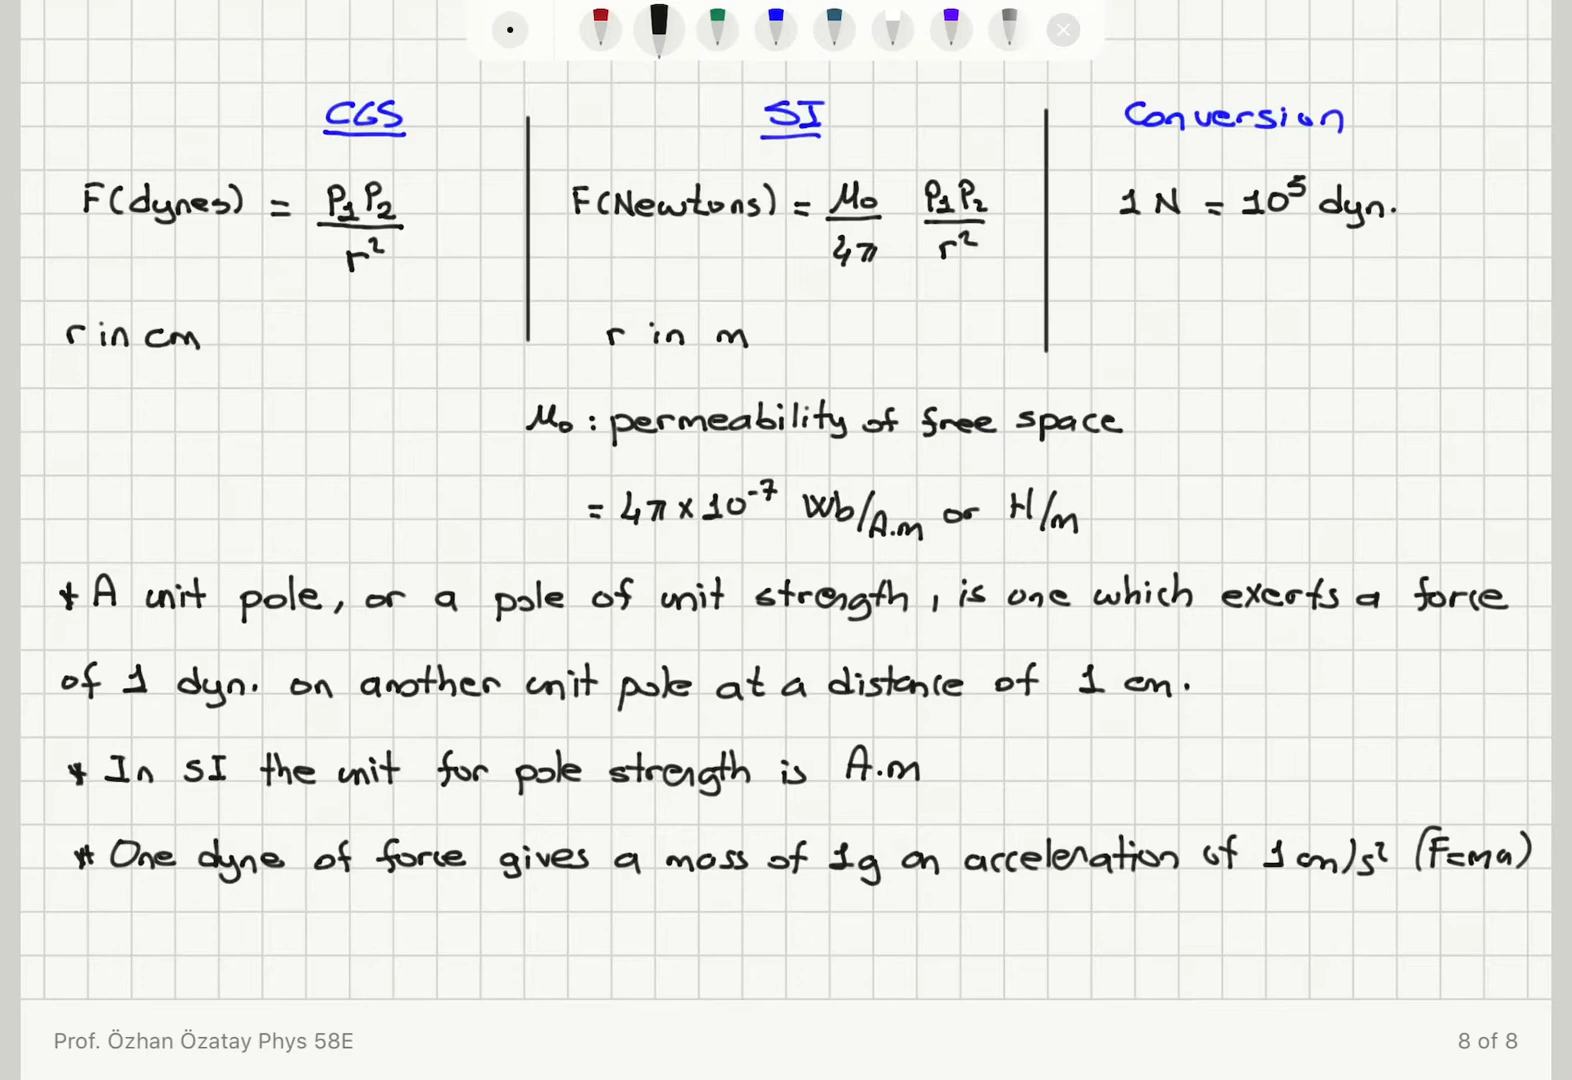 CGS SI Conversion
F(dynes) = P₁P₂/r² F(Newtons) = μ₀/4π P₁P₂/r² 1 N = 10⁵ dyn.
r in cm r in m
μ₀ : permeability of free space
= 4π x 10⁻⁷ Wb/A.m or H/m
* A unit pole, or a pole of unit strength, is one which exerts a force
of 1 dyn. on another unit pole at a distance of 1 cm.
* In SI the unit for pole strength is A.m
* One dyne of force gives a mass of 1g an acceleration of 1 cm/s² (F=ma)
Prof. Özhan Özatay Phys 58E 8 of 8